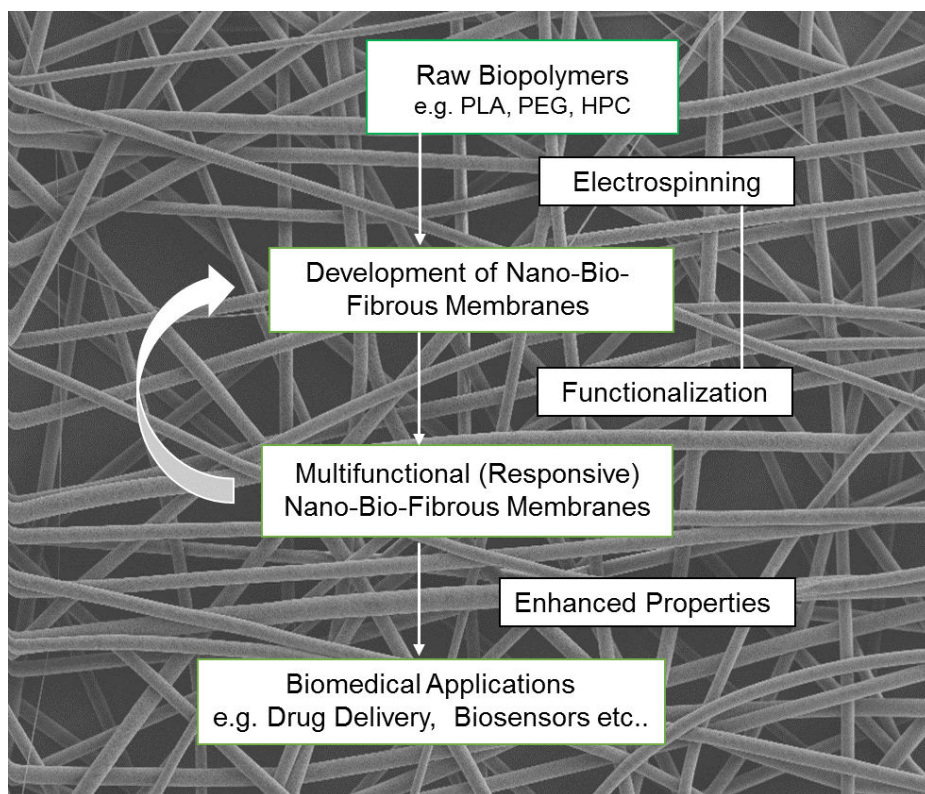 Raw Biopolymers
e.g. PLA, PEG, HPC
Electrospinning
Development of Nano-Bio-
Fibrous Membranes
Functionalization
Multifunctional (Responsive)
Nano-Bio-Fibrous Membranes
Enhanced Properties
Biomedical Applications
e.g. Drug Delivery, Biosensors etc..